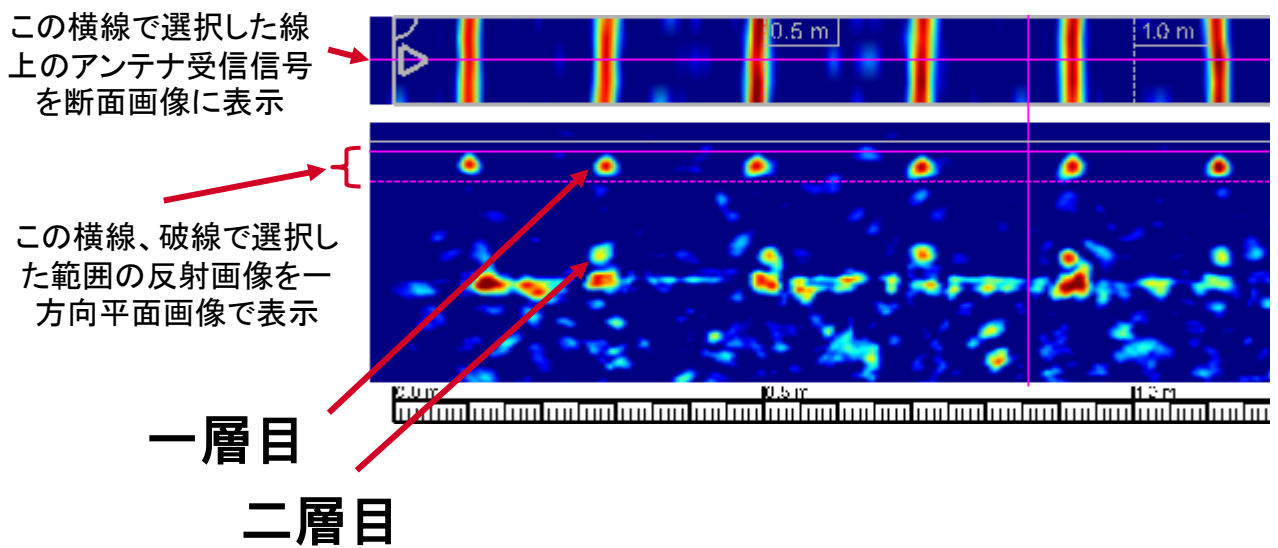 この横線で選択した線
上のアンテナ受信信号
を断面画像に表示
0.5 m
1.0 m
この横線、破線で選択し
た範囲の反射画像を一
方向平面画像で表示
0.5 m
一層目
二層目